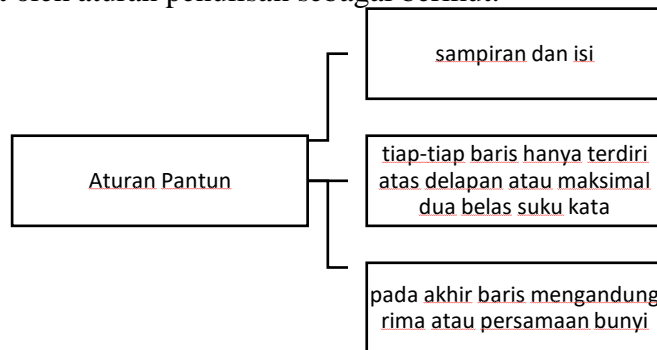 oleh aturan penulisan sebagai berikut:
sampiran dan isi
Aturan Pantun
tiap-tiap baris hanya terdiri
atas delapan atau maksimal
dua belas suku kata
pada akhir baris mengandung
rima atau persamaan bunyi